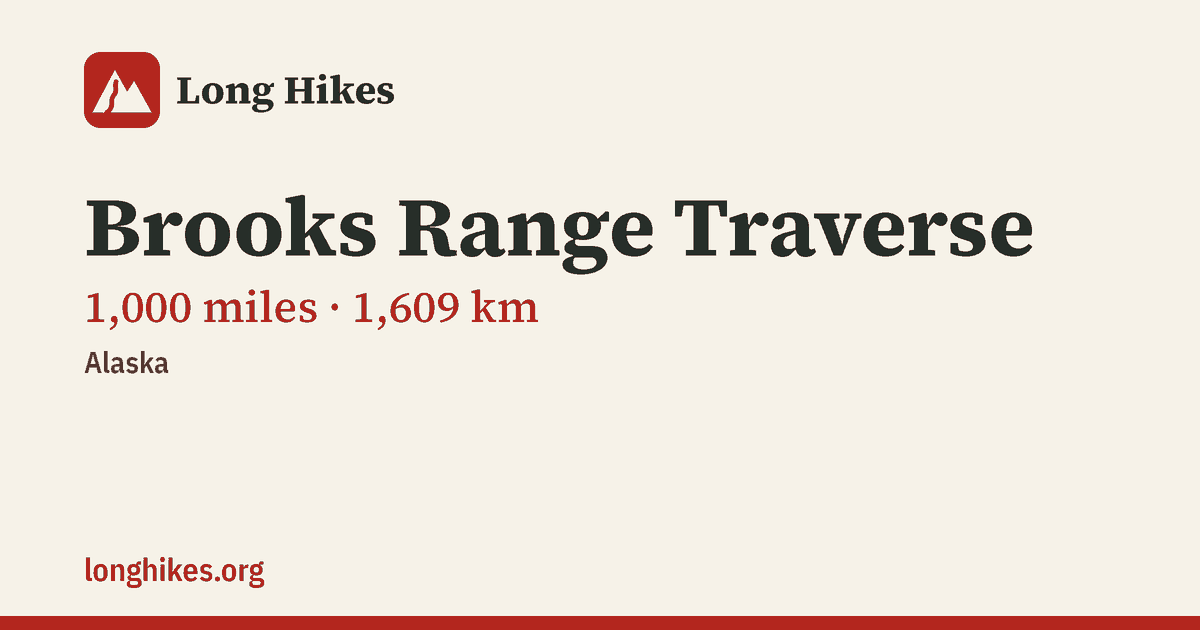 Long Hikes
Brooks Range Traverse
1,000 miles · 1,609 km
Alaska
longhikes.org